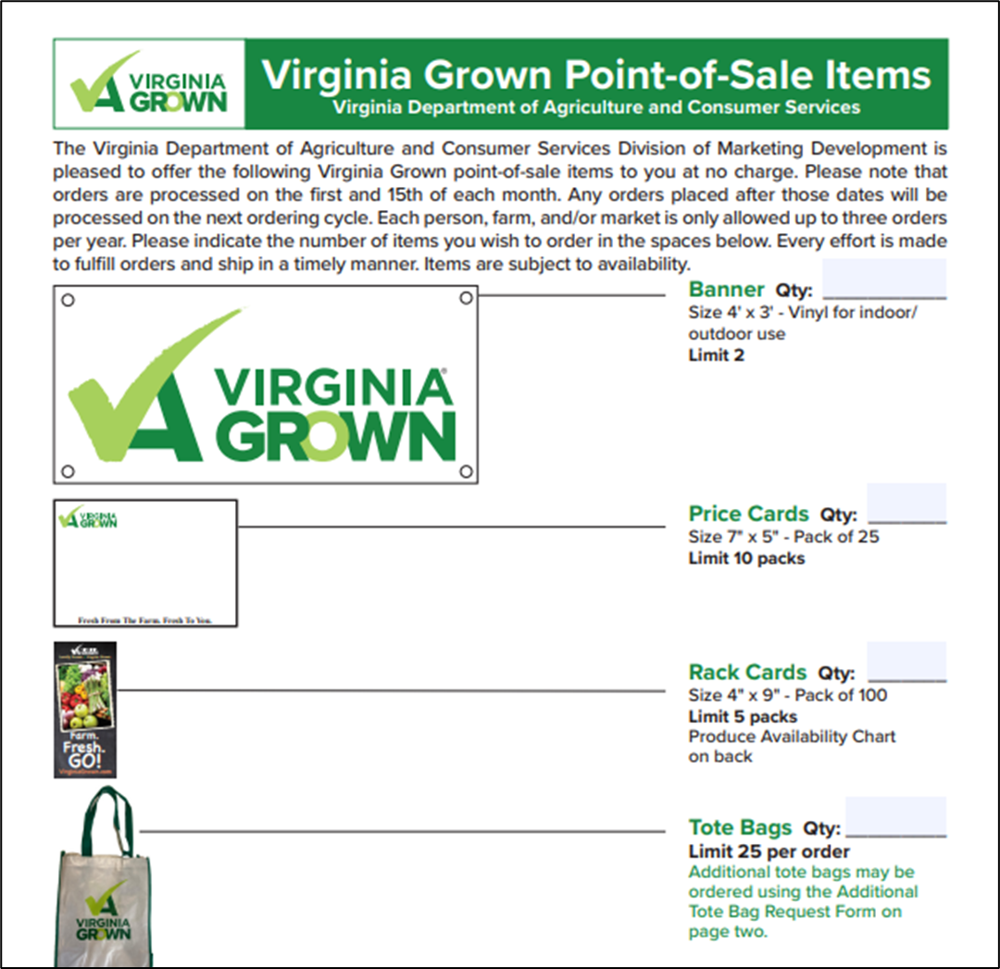 VIRGINIA
GROWN
Virginia Grown Point-of-Sale Items
Virginia Department of Agriculture and Consumer Services
The Virginia Department of Agriculture and Consumer Services Division of Marketing Development is
pleased to offer the following Virginia Grown point-of-sale items to you at no charge. Please note that
orders are processed on the first and 15th of each month. Any orders placed after those dates will be
processed on the next ordering cycle. Each person, farm, and/or market is only allowed up to three orders
per year. Please indicate the number of items you wish to order in the spaces below. Every effort is made
to fulfill orders and ship in a timely manner. Items are subject to availability.
VIRGINIA®
GROWN
Banner Qty:
Size 4' x 3' - Vinyl for indoor/
outdoor use
Limit 2
VIRGINIA
GROWN
Fresh From The Farm. Fresh To You.
Price Cards Qty:
Size 7" x 5" - Pack of 25
Limit 10 packs
Farm.
Fresh.
GO!
VirginiaGrown.com
Rack Cards Qty:
Size 4" x 9" - Pack of 100
Limit 5 packs
Produce Availability Chart
on back
VIRGINIA
GROWN
Tote Bags Qty:
Limit 25 per order
Additional tote bags may be
ordered using the Additional
Tote Bag Request Form on
page two.